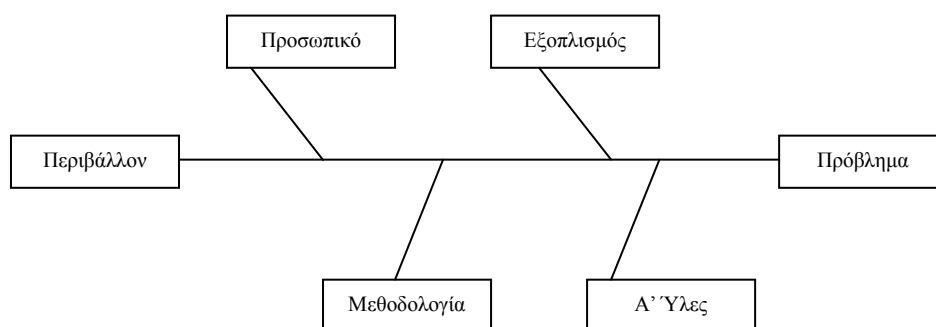 Προσωπικό
Εξοπλισμός
Περιβάλλον
Πρόβλημα
Μεθοδολογία
Α’ Ύλες